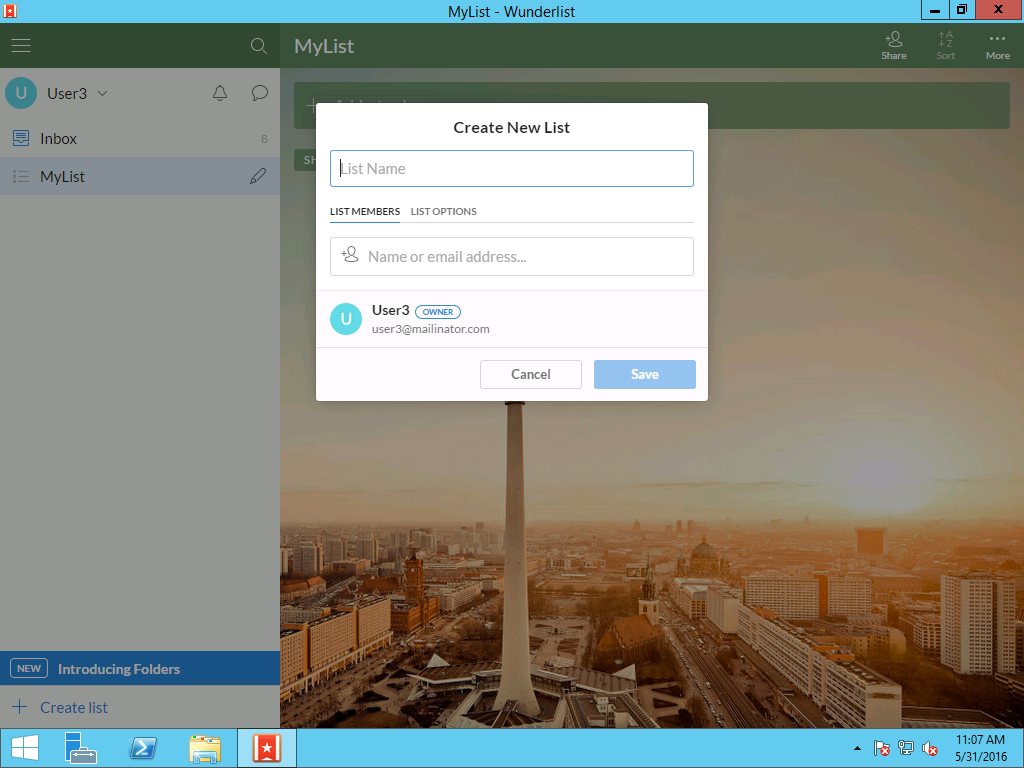 MyList - Wunderlist
MyList
Share
Sort
More
U
User3
Inbox
8
MyList
Create New List
List Name
LIST MEMBERS
LIST OPTIONS
Name or email address...
U
User3
OWNER
user3@mailinator.com
Cancel
Save
NEW
Introducing Folders
Create list
11:07 AM
5/31/2016